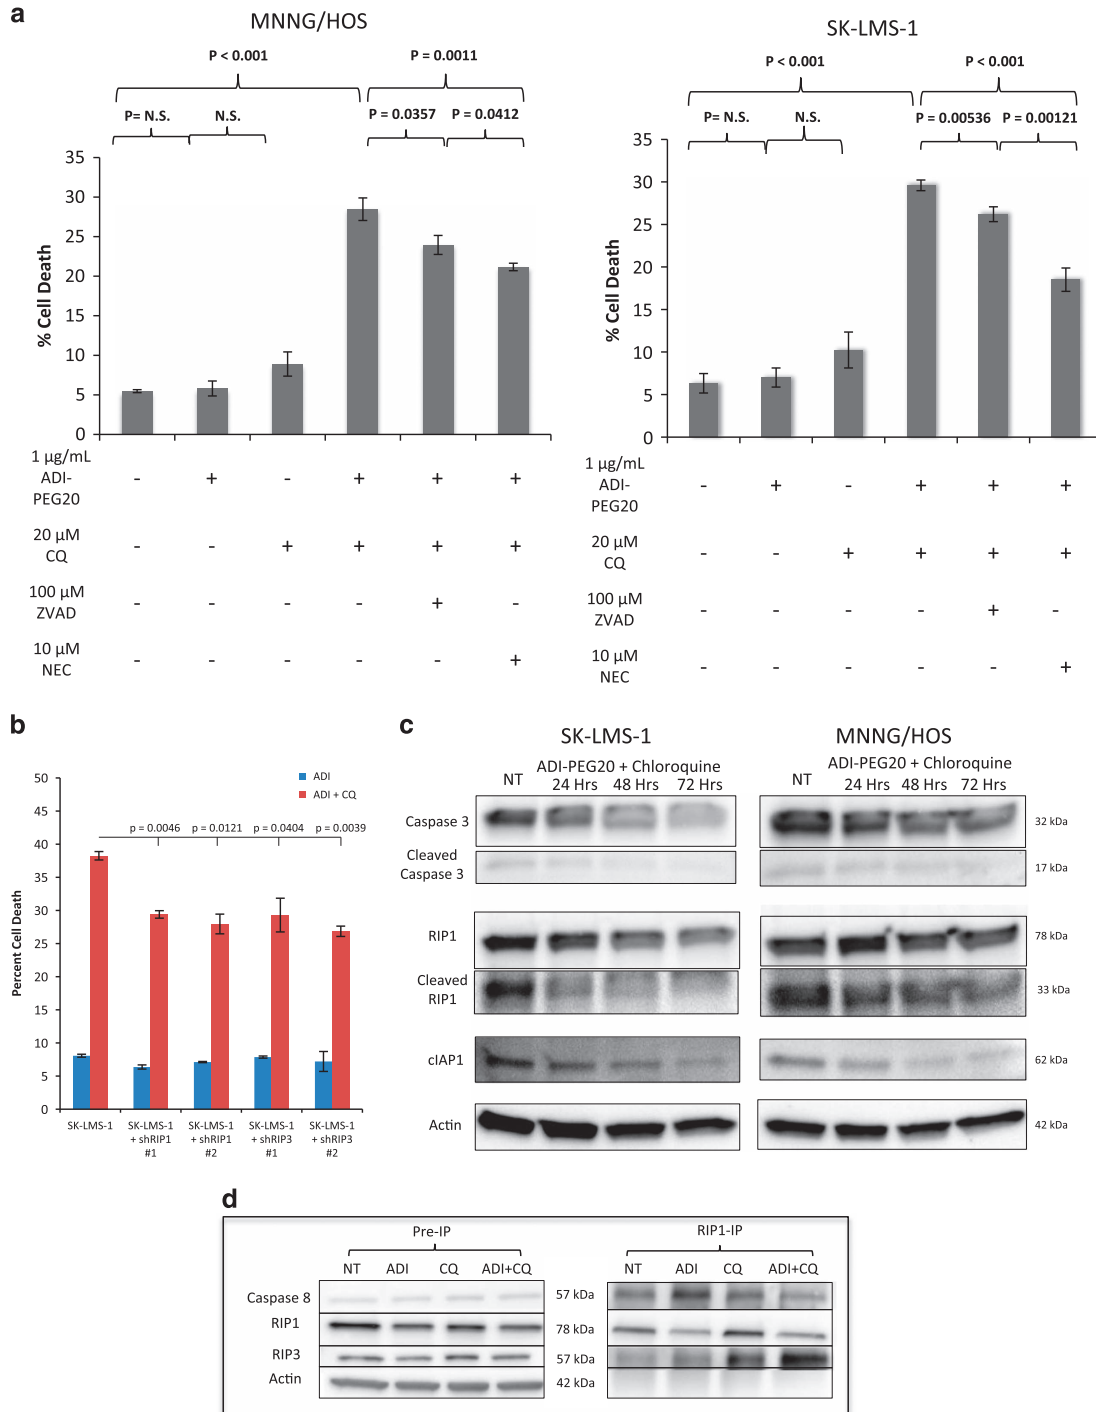 a
MNNG/HOS
P < 0.001
P = 0.0011
P= N.S.
N.S.
P = 0.0357
P = 0.0412
35
30
25
20
15
10
5
0
% Cell Death
1 µg/mL
ADI-
PEG20
- + - + + +
20 µM
CQ
- - + + + +
100 µM
ZVAD
- - - - + -
10 µM
NEC
- - - - - +
SK-LMS-1
P < 0.001
P < 0.001
P= N.S.
N.S.
P = 0.00536
P = 0.00121
35
30
25
20
15
10
5
0
% Cell Death
1 µg/mL
ADI-
PEG20
- + - + + +
20 µM
CQ
- - + + + +
100 µM
ZVAD
- - - - + -
10 µM
NEC
- - - - - +
b
50
45
40
35
30
25
20
15
10
5
0
Percent Cell Death
ADI
ADI + CQ
p = 0.0046 p = 0.0121 p = 0.0404 p = 0.0039
SK-LMS-1
SK-LMS-1
+ shRIP1
#1
SK-LMS-1
+ shRIP1
#2
SK-LMS-1
+ shRIP3
#1
SK-LMS-1
+ shRIP3
#2
c
SK-LMS-1
ADI-PEG20 + Chloroquine
NT 24 Hrs 48 Hrs 72 Hrs
MNNG/HOS
ADI-PEG20 + Chloroquine
NT 24 Hrs 48 Hrs 72 Hrs
Caspase 3
32 kDa
Cleaved
Caspase 3
17 kDa
RIP1
78 kDa
Cleaved
RIP1
33 kDa
cIAP1
62 kDa
Actin
42 kDa
d
Pre-IP
NT ADI CQ ADI+CQ
RIP1-IP
NT ADI CQ ADI+CQ
Caspase 8
57 kDa
RIP1
78 kDa
RIP3
57 kDa
Actin
42 kDa